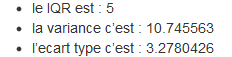 • le IQR est : 5
• la variance c'est : 10.745563
• l'ecart type c'est : 3.2780426